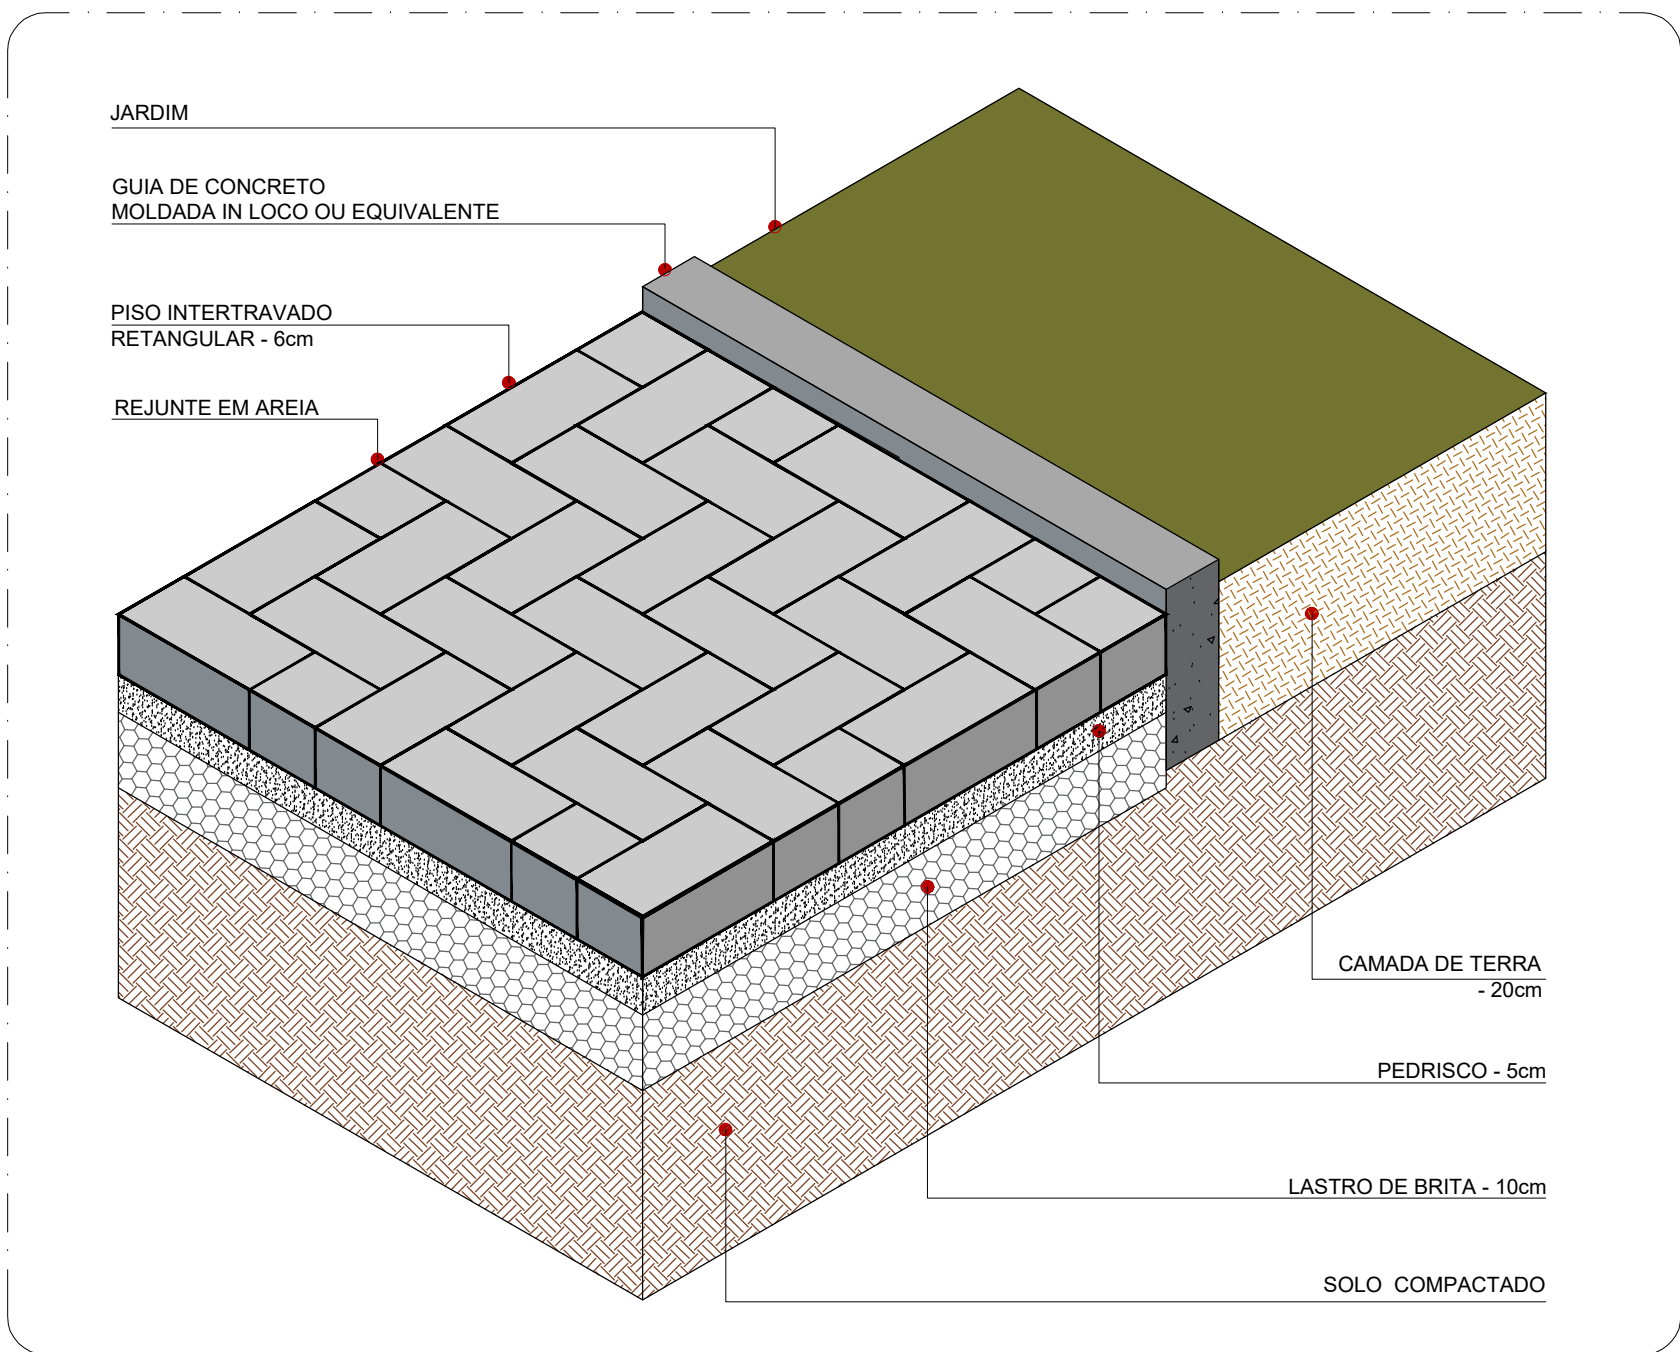 JARDIM
GUIA DE CONCRETO
MOLDADA IN LOCO OU EQUIVALENTE
PISO INTERTRAVADO
RETANGULAR - 6cm
REJUNTE EM AREIA
CAMADA DE TERRA
- 20cm
PEDRISCO - 5cm
LASTRO DE BRITA - 10cm
SOLO COMPACTADO